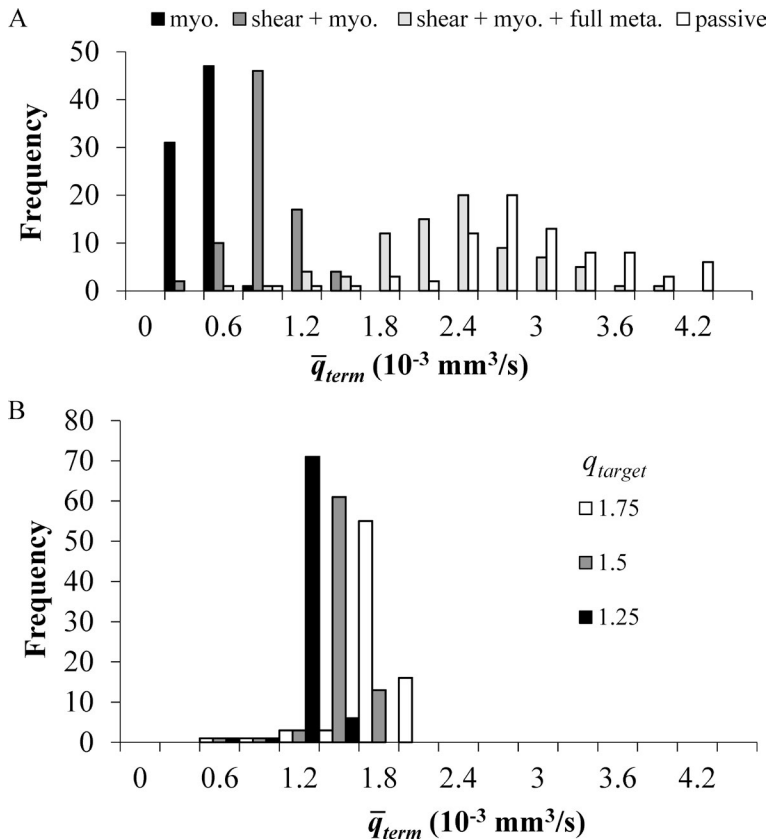 A
myo. shear + myo. shear + myo. + full meta. passive
50
40
30
20
10
0
Frequency
0 0.6 1.2 1.8 2.4 3 3.6 4.2
q̅term (10⁻³ mm³/s)
B
80
70
60
50
40
30
20
10
0
Frequency
qtarget
1.75
1.5
1.25
0 0.6 1.2 1.8 2.4 3 3.6 4.2
q̅term (10⁻³ mm³/s)